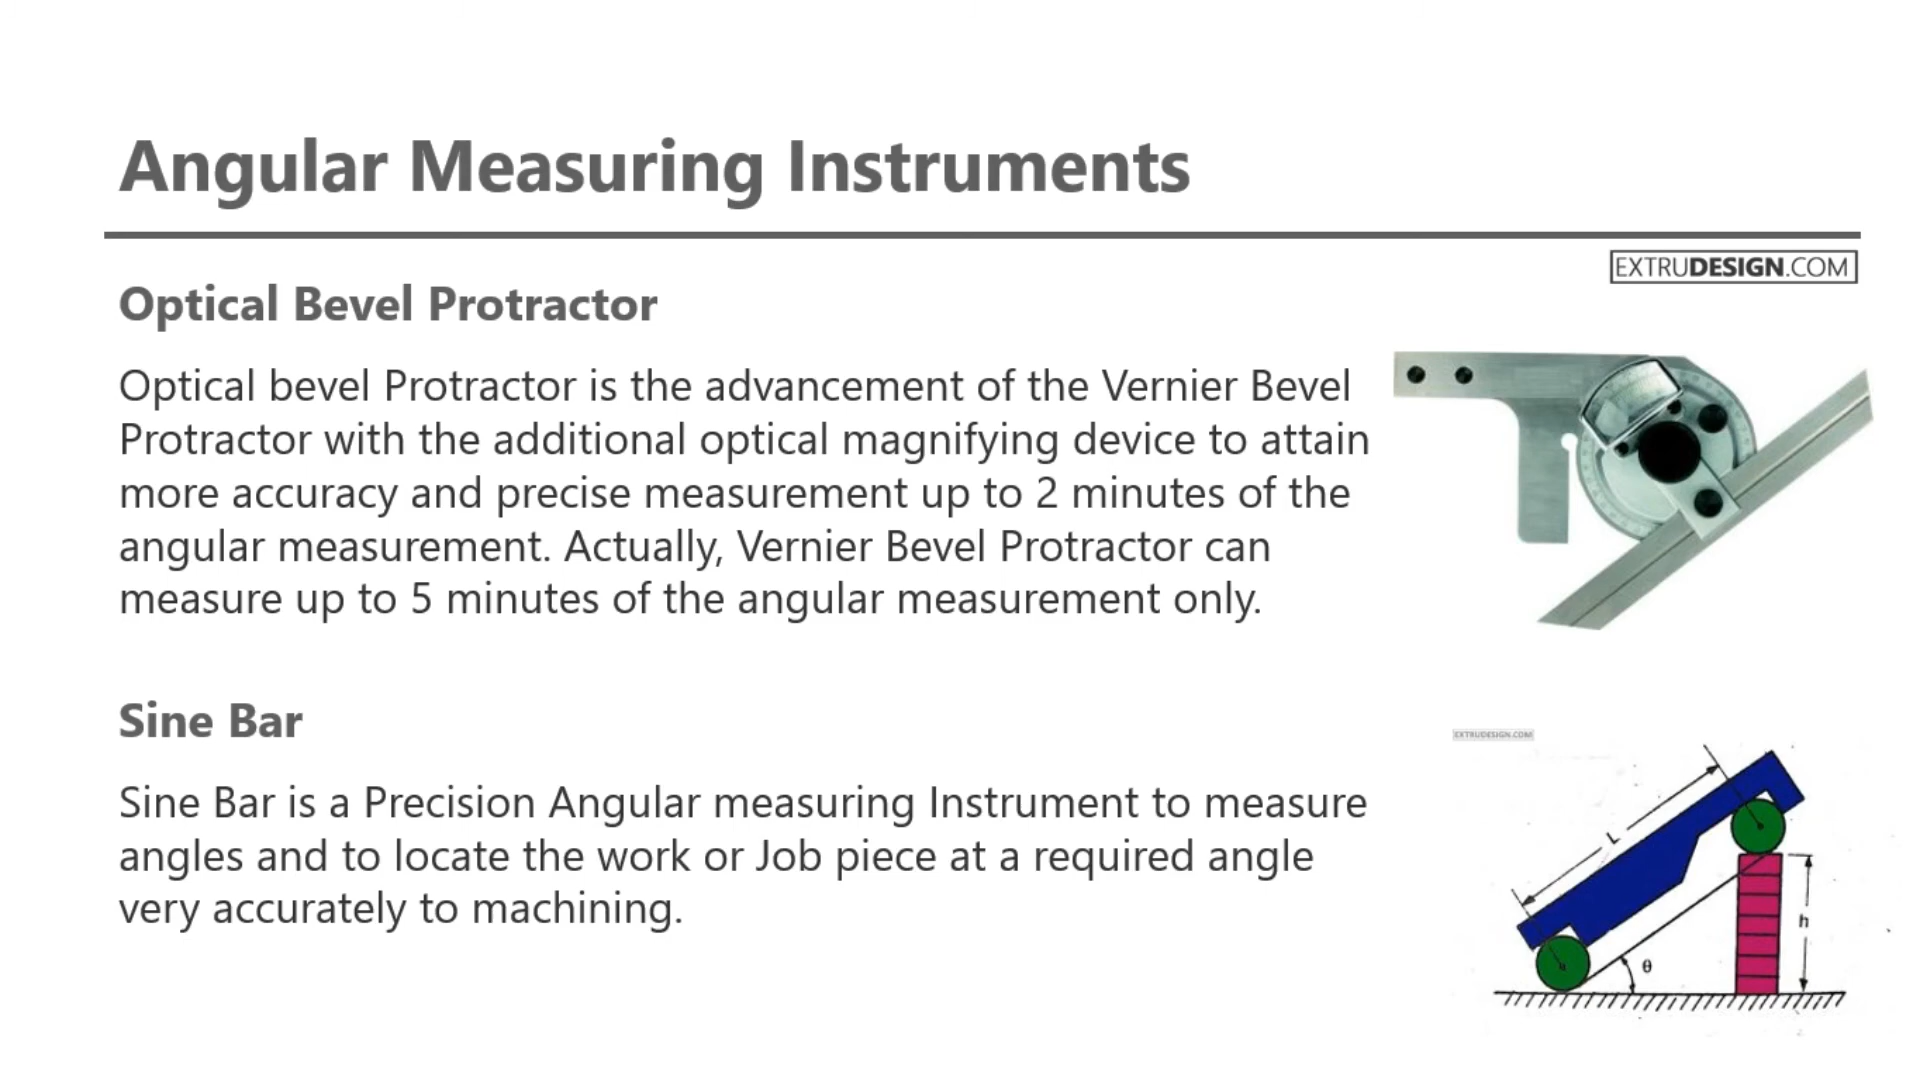 Angular Measuring Instruments
EXTRUDESIGN.COM
Optical Bevel Protractor
Optical bevel Protractor is the advancement of the Vernier Bevel
Protractor with the additional optical magnifying device to attain
more accuracy and precise measurement up to 2 minutes of the
angular measurement. Actually, Vernier Bevel Protractor can
measure up to 5 minutes of the angular measurement only.
Sine Bar
EXTRUDESIGN.COM
Sine Bar is a Precision Angular measuring Instrument to measure
angles and to locate the work or Job piece at a required angle
very accurately to machining.
L
h
θ